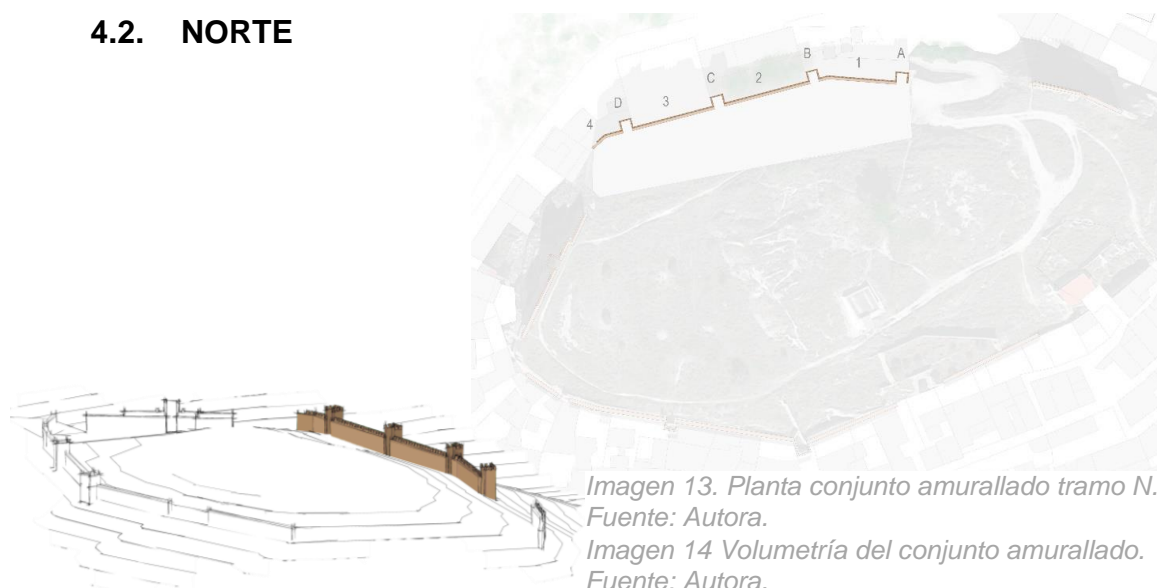 4.2. NORTE
A
B
1
C
2
D
3
4
Imagen 13. Planta conjunto amurallado tramo N.
Fuente: Autora.
Imagen 14 Volumetría del conjunto amurallado.
Fuente: Autora.